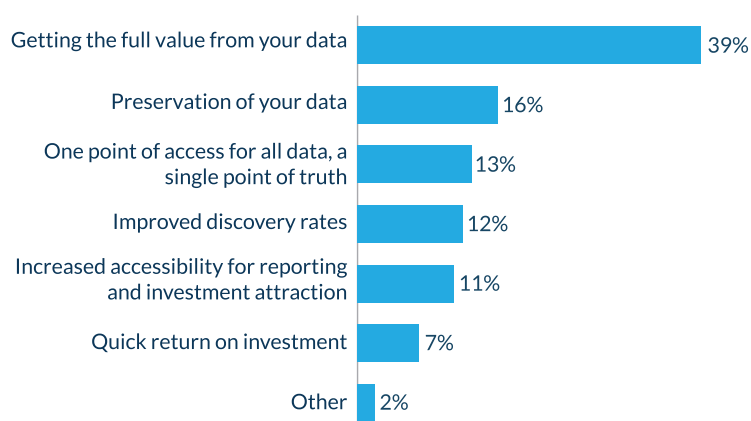 Getting the full value from your data
39%
Preservation of your data
16%
One point of access for all data, a
single point of truth
13%
Improved discovery rates
12%
Increased accessibility for reporting
and investment attraction
11%
Quick return on investment
7%
Other
2%